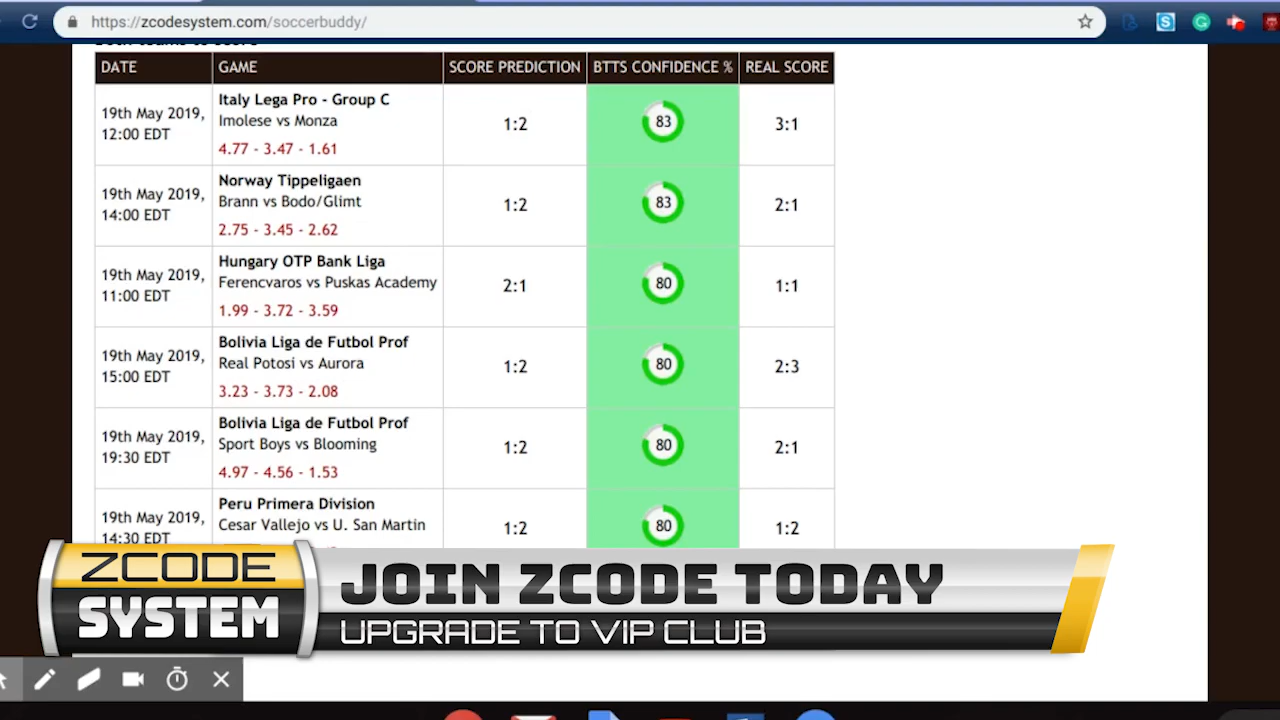 https://zcodesystem.com/soccerbuddy/
DATE GAME SCORE PREDICTION BTTS CONFIDENCE % REAL SCORE
19th May 2019, 12:00 EDT
Italy Lega Pro - Group C
Imolese vs Monza
4.77 - 3.47 - 1.61
1:2
83
3:1
19th May 2019, 14:00 EDT
Norway Tippeligaen
Brann vs Bodo/Glimt
2.75 - 3.45 - 2.62
1:2
83
2:1
19th May 2019, 11:00 EDT
Hungary OTP Bank Liga
Ferencvaros vs Puskas Academy
1.99 - 3.72 - 3.59
2:1
80
1:1
19th May 2019, 15:00 EDT
Bolivia Liga de Futbol Prof
Real Potosi vs Aurora
3.23 - 3.73 - 2.08
1:2
80
2:3
19th May 2019, 19:30 EDT
Bolivia Liga de Futbol Prof
Sport Boys vs Blooming
4.97 - 4.56 - 1.53
1:2
80
2:1
19th May 2019, 14:30 EDT
Peru Primera Division
Cesar Vallejo vs U. San Martin
1:2
80
1:2
ZCODE
SYSTEM
JOIN ZCODE TODAY
UPGRADE TO VIP CLUB